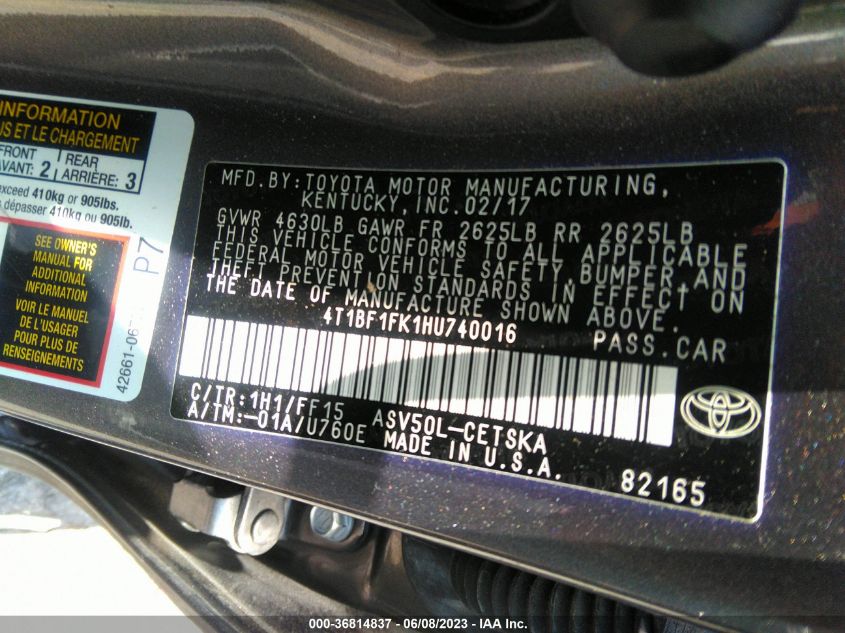 INFORMATION
US ET LE CHARGEMENT
FRONT
AVANT: 2
REAR
ARRIÈRE: 3
exceed 410kg or 905lbs.
dépasser 410kg ou 905lb.
SEE OWNER'S
MANUAL FOR
ADDITIONAL
INFORMATION
VOIR LE MANUEL
DE L'USAGER
POUR PLUS DE
RENSEIGNEMENTS
P7
MFD.BY:TOYOTA MOTOR MANUFACTURING,
KENTUCKY, INC.02/17
GVWR 4630LB GAWR FR 2625LB RR 2625LB
THIS VEHICLE CONFORMS TO ALL APPLICABLE
FEDERAL MOTOR VEHICLE SAFETY,BUMPER,AND
THEFT PREVENTION STANDARDS IN EFFECT ON
THE DATE OF MANUFACTURE SHOWN ABOVE.
4T1BF1FK1HU740016
PASS.CAR
C/TR:1H1/FF15
A/TM:-01A/U760E
ASV50L-CETSKA
MADE IN U.S.A.
82165
000-36814837 - 06/08/2023 - IAA Inc.